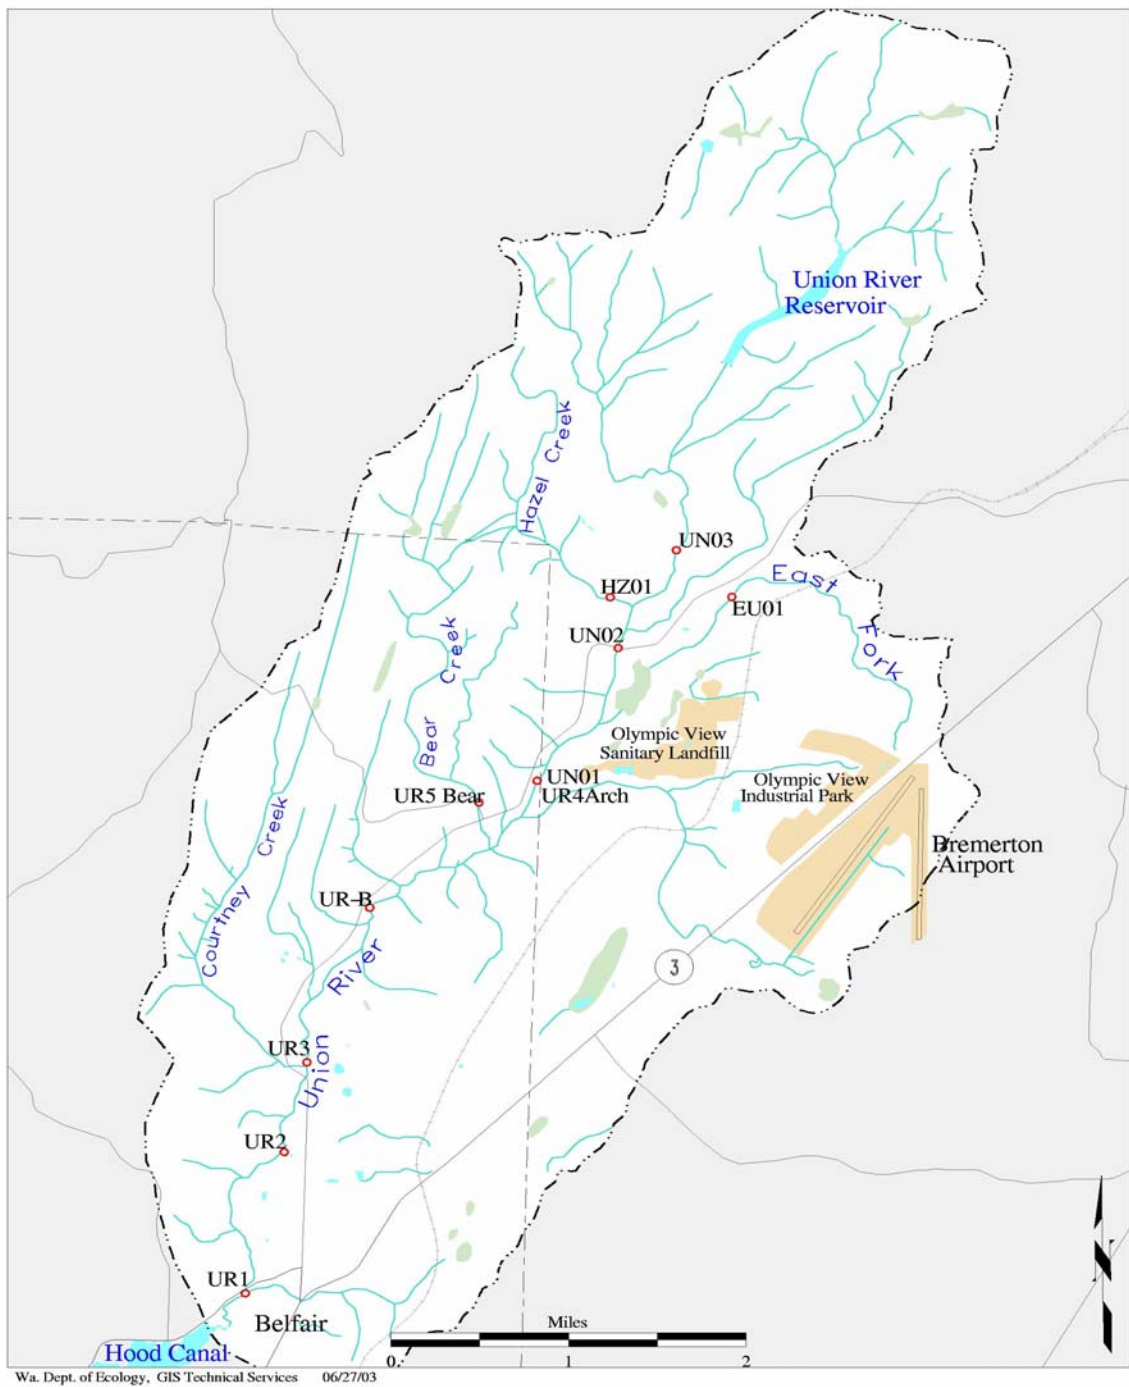 Union River
Reservoir
Hazel Creek
UN03
HZ01
EU01
East
Fork
UN02
Bear Creek
Olympic View
Sanitary Landfill
UN01
UR4Arch
Olympic View
Industrial Park
UR5 Bear
Bremerton
Airport
Courtney Creek
UR-B
3
Union River
UR3
UR2
UR1
Belfair
Hood Canal
Miles
0 1 2
N
Wa. Dept. of Ecology, GIS Technical Services 06/27/03